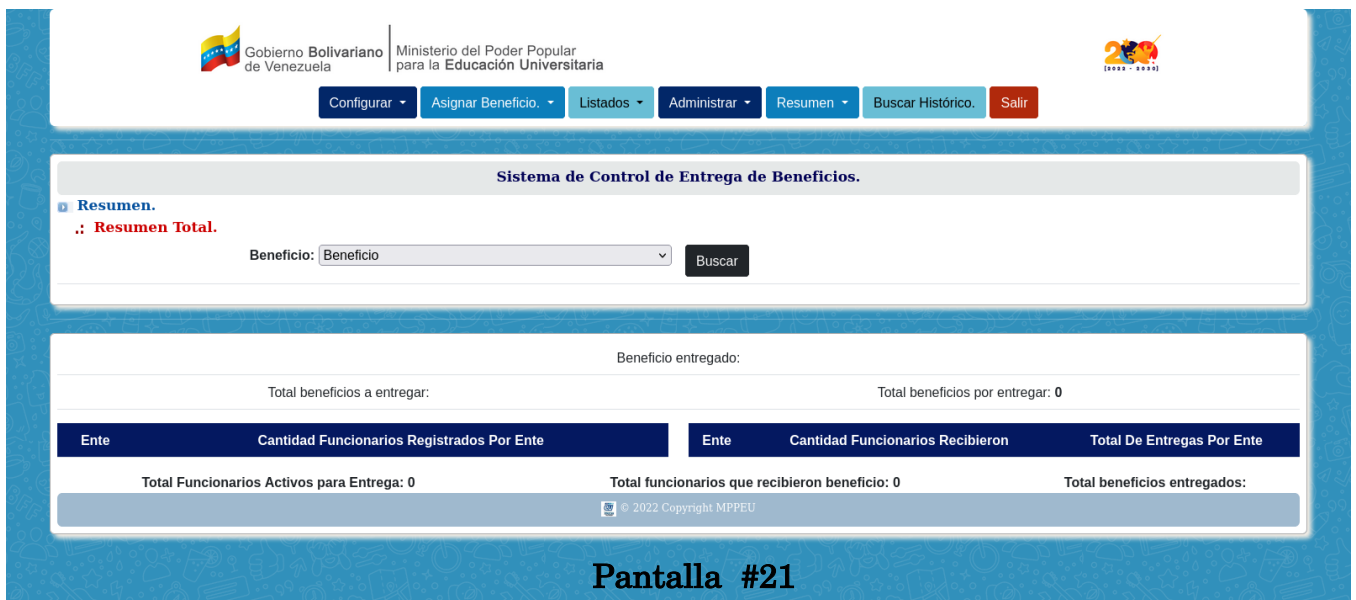 Gobierno Bolivariano
de Venezuela
Ministerio del Poder Popular
para la Educación Universitaria
200
[2022 - 2030]
Configurar Asignar Beneficio. Listados Administrar Resumen Buscar Histórico. Salir
Sistema de Control de Entrega de Beneficios.
Resumen.
.: Resumen Total.
Beneficio: Beneficio Buscar
Beneficio entregado:
Total beneficios a entregar: Total beneficios por entregar: 0
Ente Cantidad Funcionarios Registrados Por Ente Ente Cantidad Funcionarios Recibieron Total De Entregas Por Ente
Total Funcionarios Activos para Entrega: 0 Total funcionarios que recibieron beneficio: 0 Total beneficios entregados:
© 2022 Copyright MPPEU
Pantalla #21